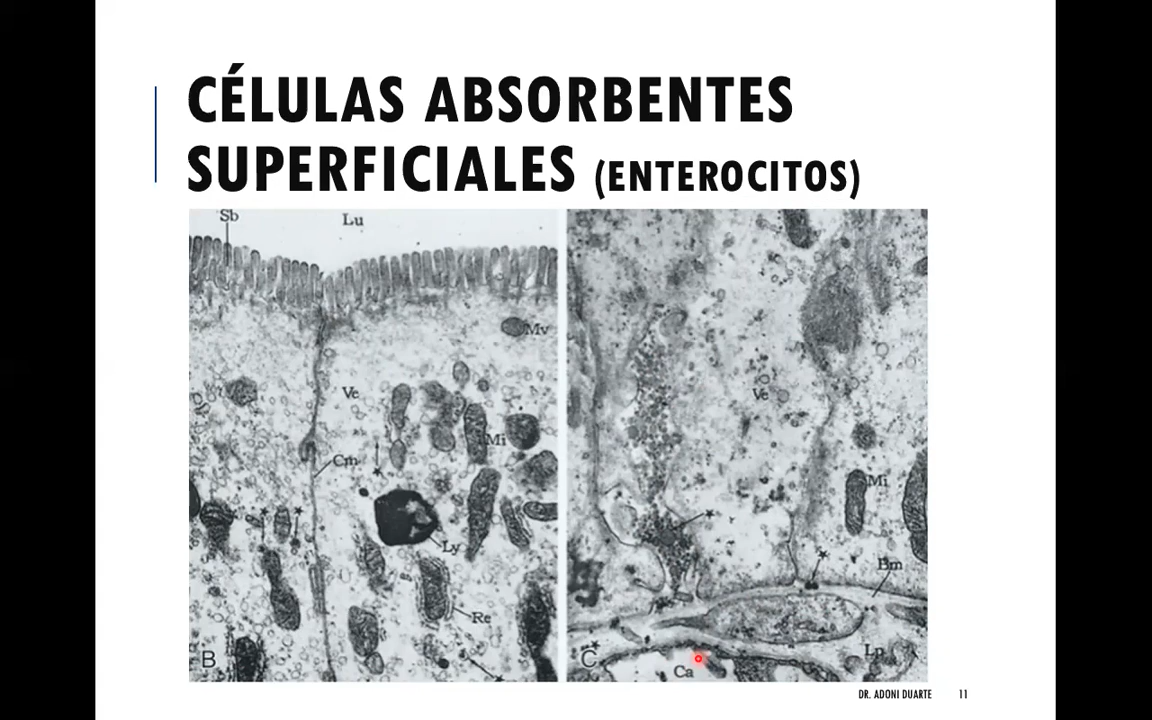 CÉLULAS ABSORBENTES
SUPERFICIALES (ENTEROCITOS)
Sb
Lu
Mv
Ve
Mi
Cm
Ly
Re
B
Ve
Mi
Bm
Lp
C
Ca
DR. ADONI DUARTE 11